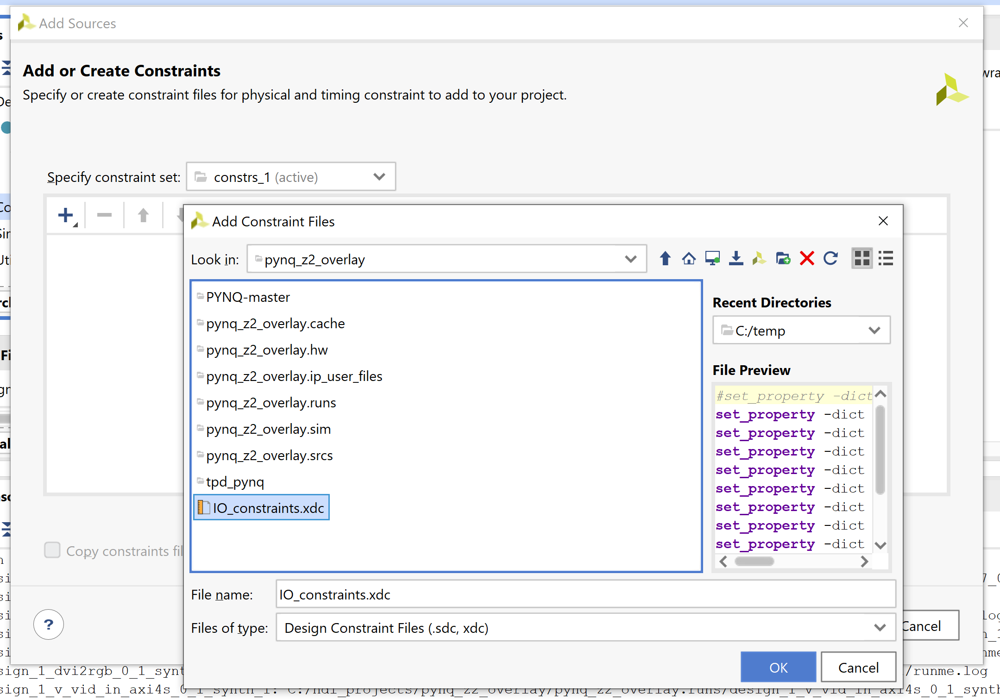 Add Sources
Add or Create Constraints
Specify or create constraint files for physical and timing constraint to add to your project.
Specify constraint set: constrs_1 (active)
Add Constraint Files
Look in: pynq_z2_overlay
PYNQ-master
pynq_z2_overlay.cache
pynq_z2_overlay.hw
pynq_z2_overlay.ip_user_files
pynq_z2_overlay.runs
pynq_z2_overlay.sim
pynq_z2_overlay.srcs
tpd_pynq
IO_constraints.xdc
Recent Directories
C:/temp
File Preview
#set_property -dict
set_property -dict
set_property -dict
set_property -dict
set_property -dict
set_property -dict
set_property -dict
set_property -dict
set_property -dict
Copy constraints fil
File name: IO_constraints.xdc
Files of type: Design Constraint Files (.sdc, xdc)
?
OK
Cancel
Cancel
sign_1_dvi2rgb_0_1_synt
/runme.log
sign_1_v_vid_in_axi4s_0_1_synth_1: C:/hdl_projects/pynq_z2_overlay/pynq_z2_overlay.runs/design_1_v_vid_in_axi4s_0_1_synth